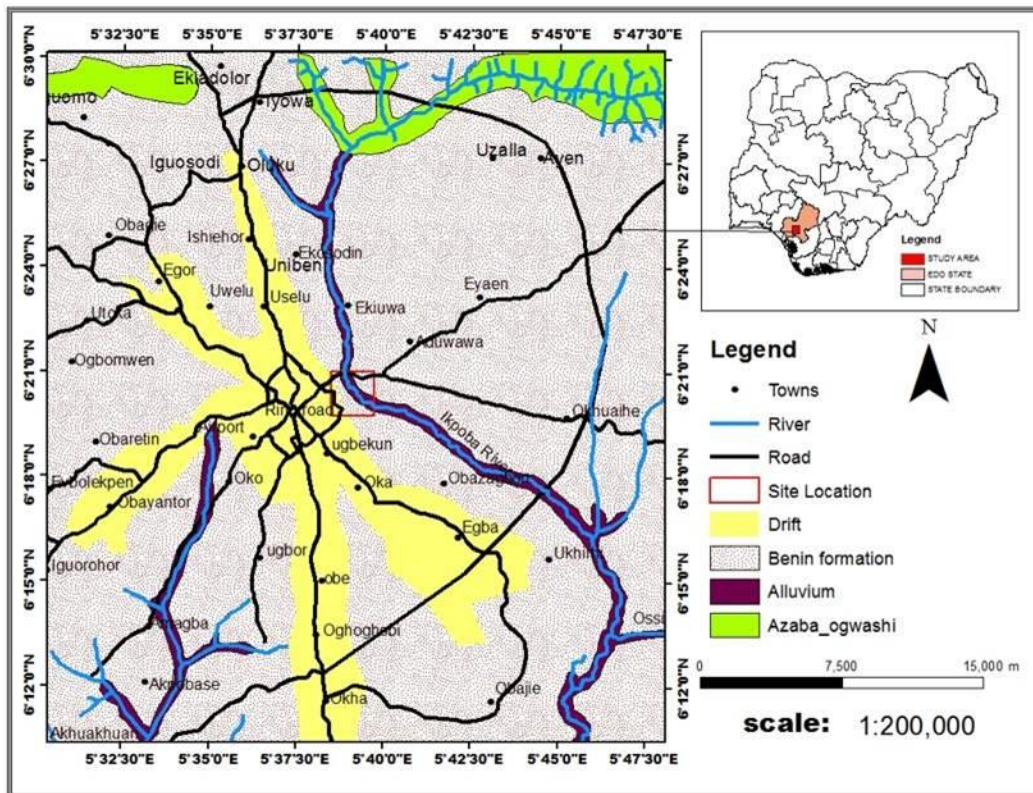 5°32'30"E 5°35'0"E 5°37'30"E 5°40'0"E 5°42'30"E 5°45'0"E 5°47'30"E
6°30'0"N
6°27'0"N
6°24'0"N
6°21'0"N
6°18'0"N
6°15'0"N
6°12'0"N
Ekiadolor
uomo
Iyowa
Iguosodi
Oluku
Uzalla
Ayen
Obagie
Ishiehor
Ekosodin
Uniben
Egor
Uwelu
Uselu
Ekiuwa
Eyaen
Utoka
Aduwawa
Ogbomwen
Ring road
Okhuaihe
Airport
ugbekun
Ikpoba River
Obaretin
Evbolekpen
Oko
Oka
Obayantor
Egba
Ukhiri
Iguorohor
ugbor
obe
Oghoghobi
Ossi
Obajie
Okha
Akhuakhuan
6°27'0"N
6°24'0"N
6°21'0"N
6°18'0"N
6°15'0"N
6°12'0"N
5°32'30"E 5°35'0"E 5°37'30"E 5°40'0"E 5°42'30"E 5°45'0"E 5°47'30"E
Legend
STUDY AREA
EDO STATE
STATE BOUNDARY
N
Legend
Towns
River
Road
Site Location
Drift
Benin formation
Alluvium
Azaba_ogwashi
0 7,500 15,000 m
scale: 1:200,000